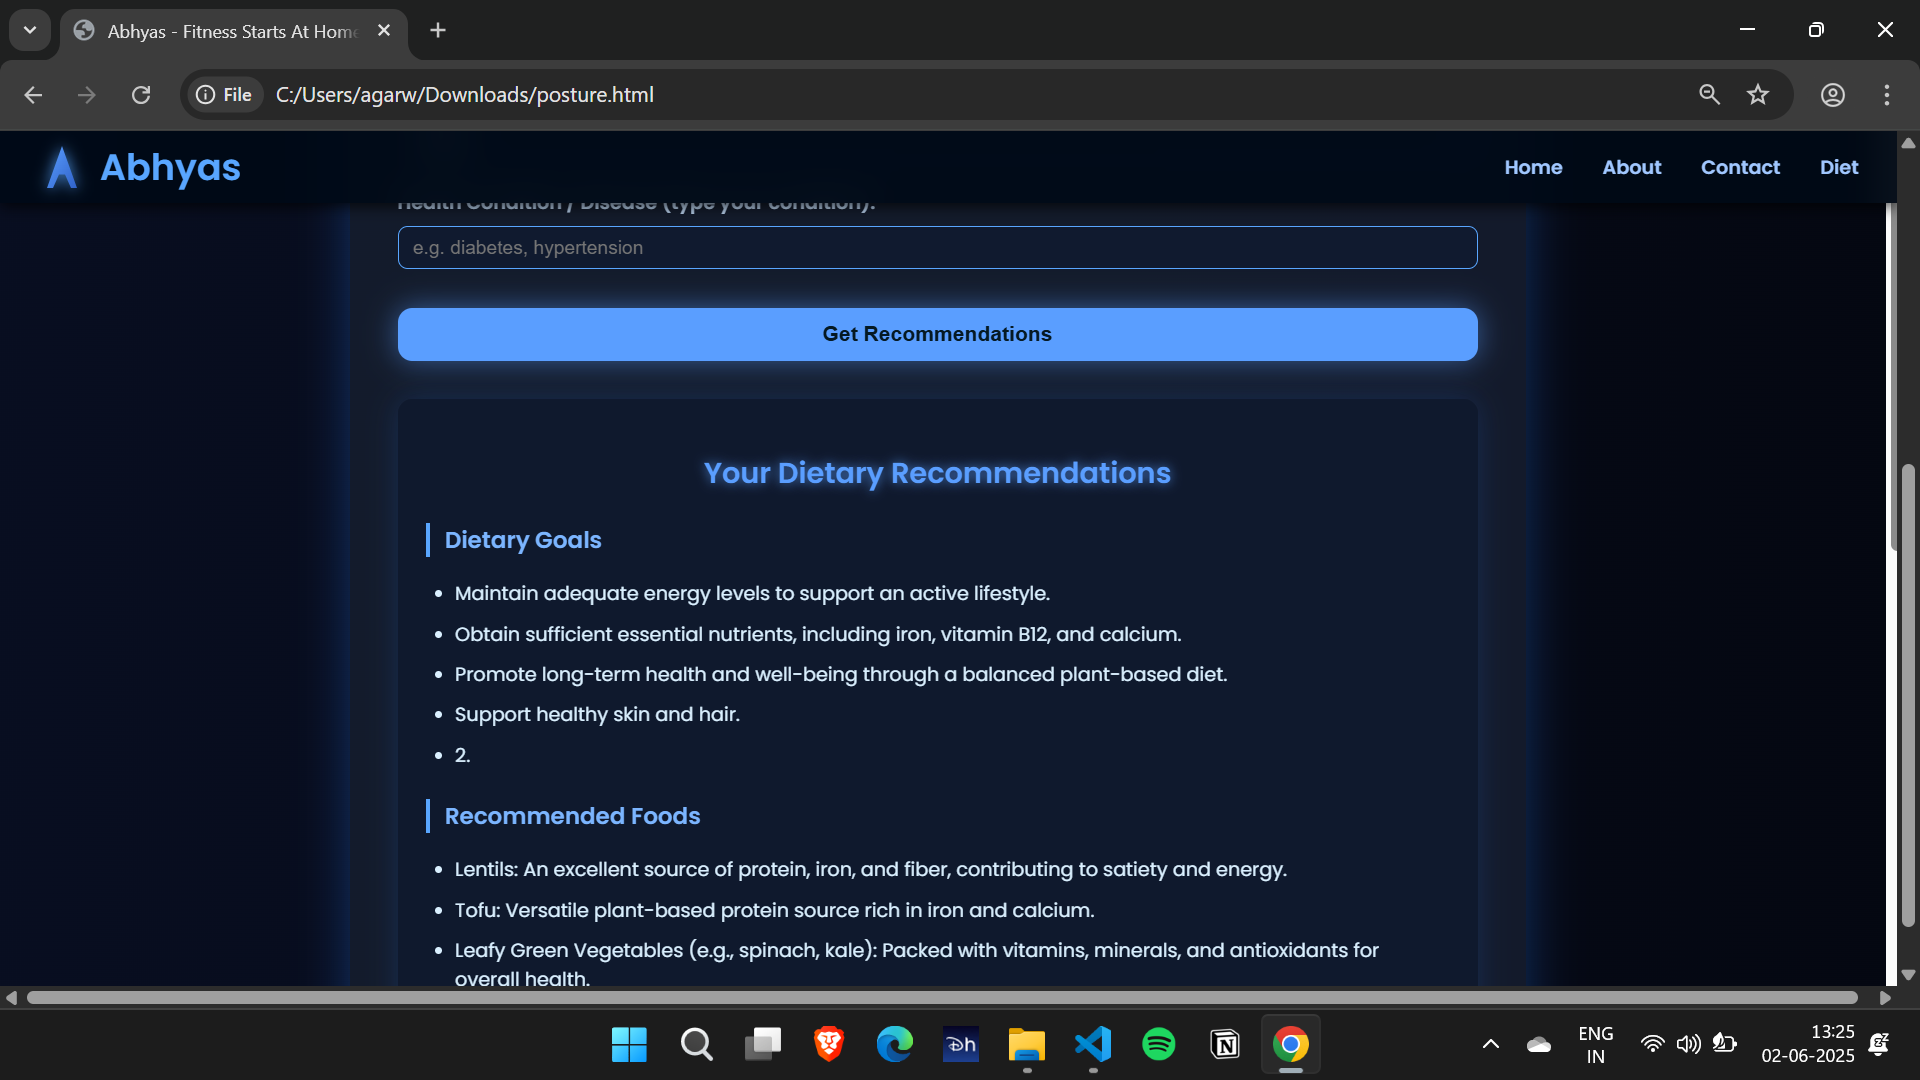 Abhyas - Fitness Starts At Home
File
C:/Users/agarw/Downloads/posture.html
Abhyas
Home
About
Contact
Diet
Health Condition / Disease (type your condition):
e.g. diabetes, hypertension
Get Recommendations
Your Dietary Recommendations
Dietary Goals
• Maintain adequate energy levels to support an active lifestyle.
• Obtain sufficient essential nutrients, including iron, vitamin B12, and calcium.
• Promote long-term health and well-being through a balanced plant-based diet.
• Support healthy skin and hair.
• 2.
Recommended Foods
• Lentils: An excellent source of protein, iron, and fiber, contributing to satiety and energy.
• Tofu: Versatile plant-based protein source rich in iron and calcium.
• Leafy Green Vegetables (e.g., spinach, kale): Packed with vitamins, minerals, and antioxidants for
overall health.
Dh
N
ENG
IN
13:25
02-06-2025